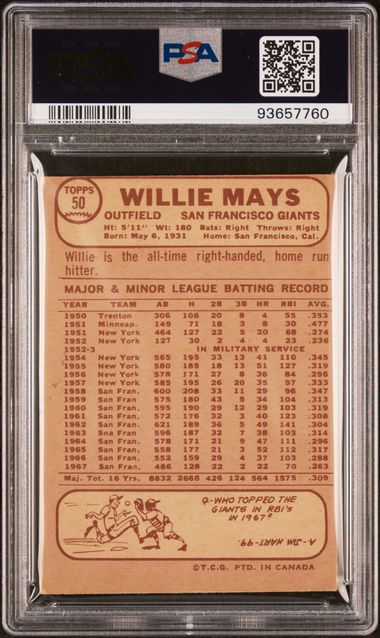 PSA
PSA
93657760
TOPPS
50
WILLIE MAYS
OUTFIELD SAN FRANCISCO GIANTS
Ht: 5'11" Wt: 180 Bats: Right Throws: Right
Born: May 6, 1931 Home: San Francisco, Cal.
Willie is the all-time right-handed, home run
hitter.
MAJOR & MINOR LEAGUE BATTING RECORD
YEAR TEAM AB H 2B 3B HR RBI AVG.
1950 Trenton 306 108 20 8 4 55 .353
1951 Minneap. 149 71 18 3 8 30 .477
1951 New York 464 127 22 5 20 68 .274
1952 New York 127 30 2 4 4 23 .236
1952-3 IN MILITARY SERVICE
1954 New York 565 195 33 13 41 110 .345
1955 New York 580 185 18 13 51 127 .319
1956 New York 578 171 27 8 36 84 .296
1957 New York 585 195 26 20 35 97 .333
1958 San Fran. 600 208 33 11 29 96 .347
1959 San Fran. 575 180 43 5 34 104 .313
1960 San Fran. 595 190 29 12 29 103 .319
1961 San Fran. 572 176 32 3 40 123 .308
1962 San Fran. 621 189 36 5 49 141 .304
1963 Sna Fran. 596 187 32 7 38 103 .314
1964 San Fran. 578 171 21 9 47 111 .296
1965 San Fran. 558 177 21 3 52 112 .317
1966 San Fran. 552 159 29 4 37 103 .288
1967 San Fran. 486 128 22 2 22 70 .263
Maj. Tot. 16 Yrs. 8632 2668 426 124 564 1575 .309
Q-WHO TOPPED THE
GIANTS IN RBI'S
IN 1967?
A-JIM HART-99.
©T.C.G. PTD. IN CANADA